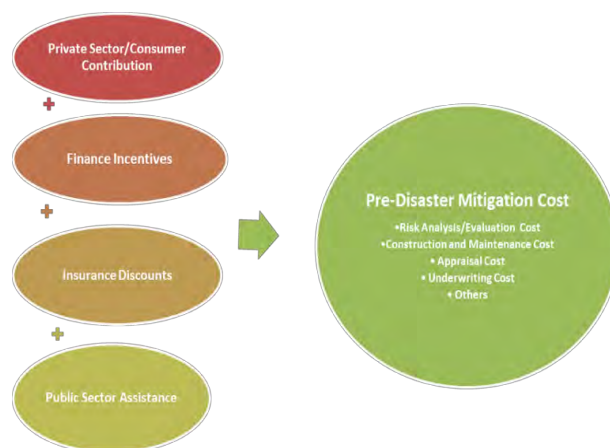 Private Sector/Consumer
Contribution
+
Finance Incentives
+
Insurance Discounts
+
Public Sector Assistance
Pre-Disaster Mitigation Cost
•Risk Analysis/Evaluation Cost
•Construction and Maintenance Cost
• Appraisal Cost
• Underwriting Cost
• Others